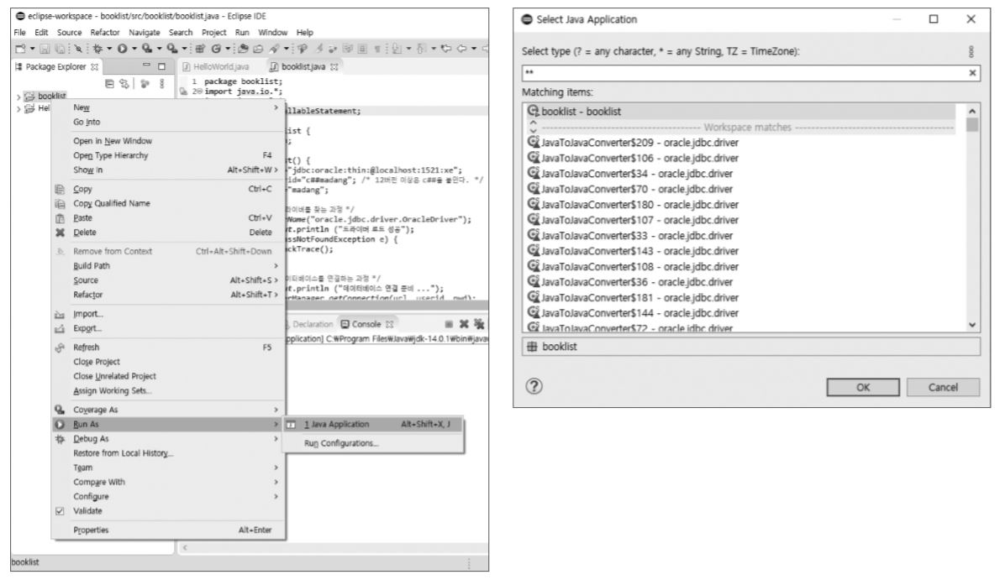 eclipse-workspace - booklist/src/booklist/booklist.java - Eclipse IDE
File Edit Source Refactor Navigate Search Project Run Window Help
Package Explorer
HelloWorld.java
booklist.java
booklist
Hel
1 package booklist;
2 import java.io.*;
llableStatement;
ist {
;
t() {
="jdbc:oracle:thin:@localhost:1521:xe";
id="c##madang"; /* 12버전 이상은 c##을 붙인다. */
="madang";
라이버를 찾는 과정 */
rName("oracle.jdbc.driver.OracleDriver");
t.println ("드라이버 로드 성공");
assNotFoundException e) {
ckTrace();
이터베이스를 연결하는 과정 */
t.println ("데이터베이스 연결 준비 ...");
erManager.getConnection(url, userid, pwd);
Declaration
Console
pplication] C:₩Program Files₩Java₩jdk-14.0.1₩bin₩javaw
New
Go Into
Open in New Window
Open Type Hierarchy F4
Show In Alt+Shift+W
Copy Ctrl+C
Copy Qualified Name
Paste Ctrl+V
Delete Delete
Remove from Context Ctrl+Alt+Shift+Down
Build Path
Source Alt+Shift+S
Refactor Alt+Shift+T
Import...
Export...
Refresh F5
Close Project
Close Unrelated Project
Assign Working Sets...
Coverage As
Run As
1 Java Application Alt+Shift+X, J
Run Configurations...
Debug As
Restore from Local History...
Team
Compare With
Configure
Validate
Properties Alt+Enter
booklist
Select Java Application
Select type (? = any character, * = any String, TZ = TimeZone):
**
Matching items:
booklist - booklist
Workspace matches
JavaToJavaConverter$209 - oracle.jdbc.driver
JavaToJavaConverter$106 - oracle.jdbc.driver
JavaToJavaConverter$34 - oracle.jdbc.driver
JavaToJavaConverter$70 - oracle.jdbc.driver
JavaToJavaConverter$180 - oracle.jdbc.driver
JavaToJavaConverter$107 - oracle.jdbc.driver
JavaToJavaConverter$33 - oracle.jdbc.driver
JavaToJavaConverter$143 - oracle.jdbc.driver
JavaToJavaConverter$108 - oracle.jdbc.driver
JavaToJavaConverter$36 - oracle.jdbc.driver
JavaToJavaConverter$181 - oracle.jdbc.driver
JavaToJavaConverter$144 - oracle.jdbc.driver
JavaToJavaConverter$72 - oracle.jdbc.driver
booklist
OK
Cancel